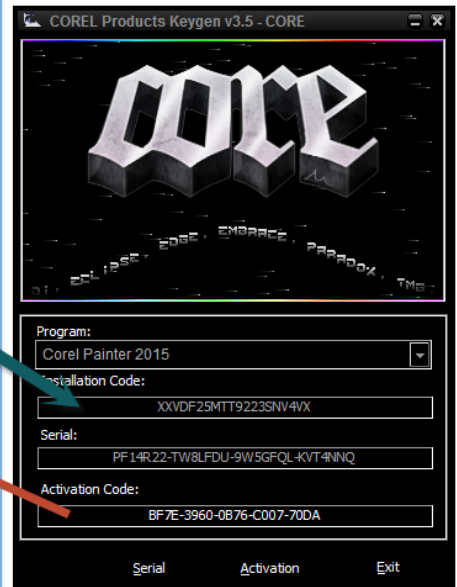 COREL Products Keygen v3.5 - CORE
CORE
ECLIPSE, EDGE, EMBRACE, PARADOX, TMG
Program:
Corel Painter 2015
Installation Code:
XXVDF25MTT9223SNV4VX
Serial:
PF14R22-TW8LFDU-9W5GFQL-KVT4NNQ
Activation Code:
BF7E-3960-0B76-C007-70DA
Serial Activation Exit